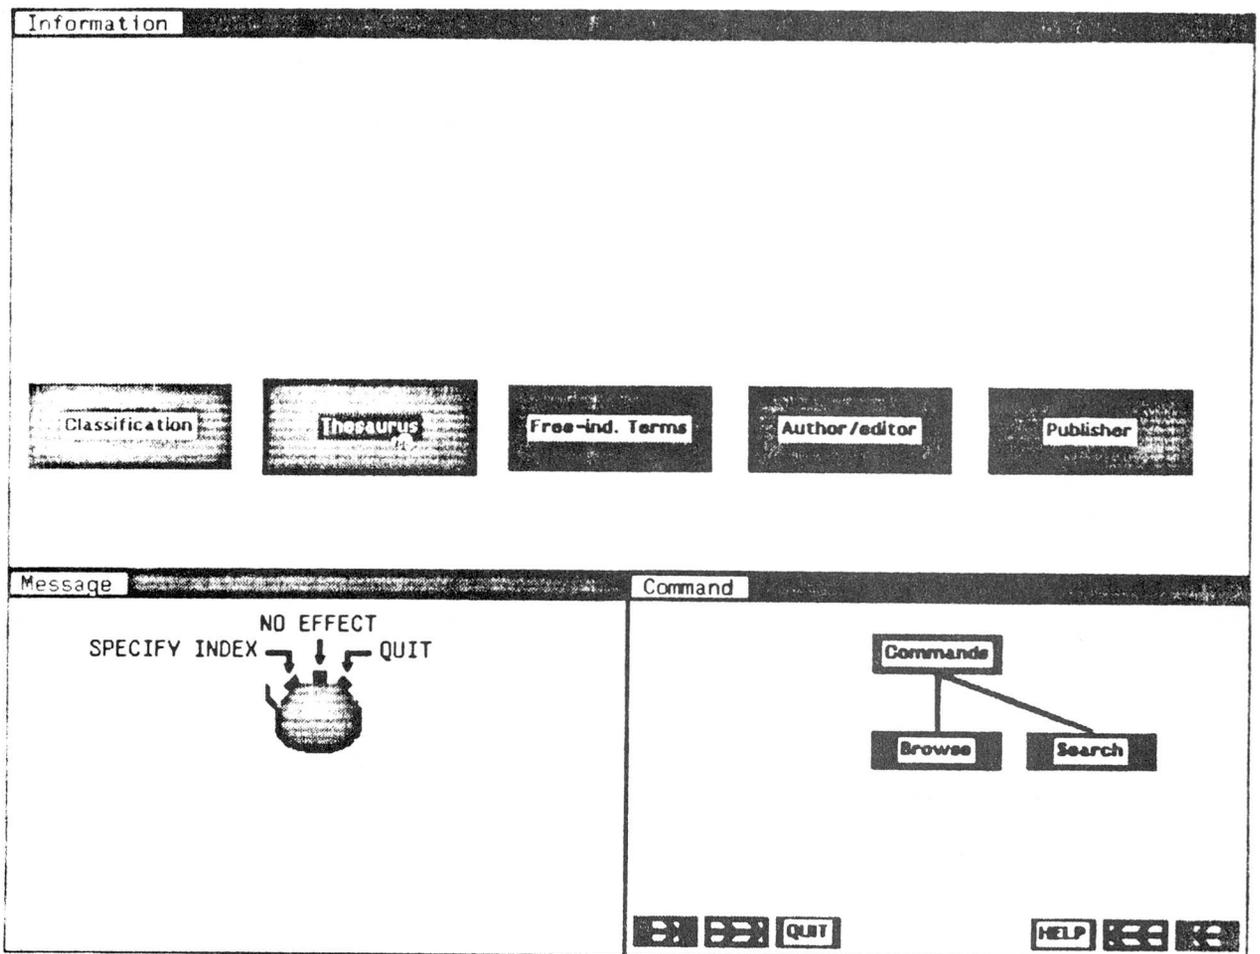 Information
Classification
Thesaurus
Free-ind. Terms
Author/editor
Publisher
Message
NO EFFECT
SPECIFY INDEX
QUIT
Command
Commands
Browse
Search
QUIT
HELP